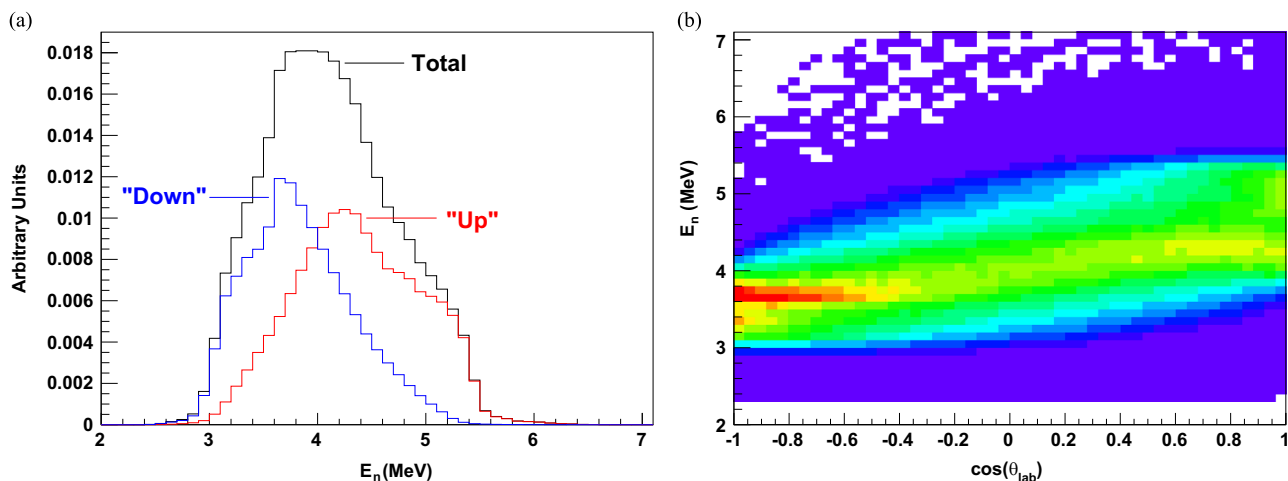 (a)
Arbitrary Units
0.018
0.016
0.014
0.012
0.01
0.008
0.006
0.004
0.002
0
Total
"Down"
"Up"
2 3 4 5 6 7
E_n(MeV)
(b)
E_n (MeV)
7
6
5
4
3
2
-1 -0.8 -0.6 -0.4 -0.2 0 0.2 0.4 0.6 0.8 1
cos(θ_lab)